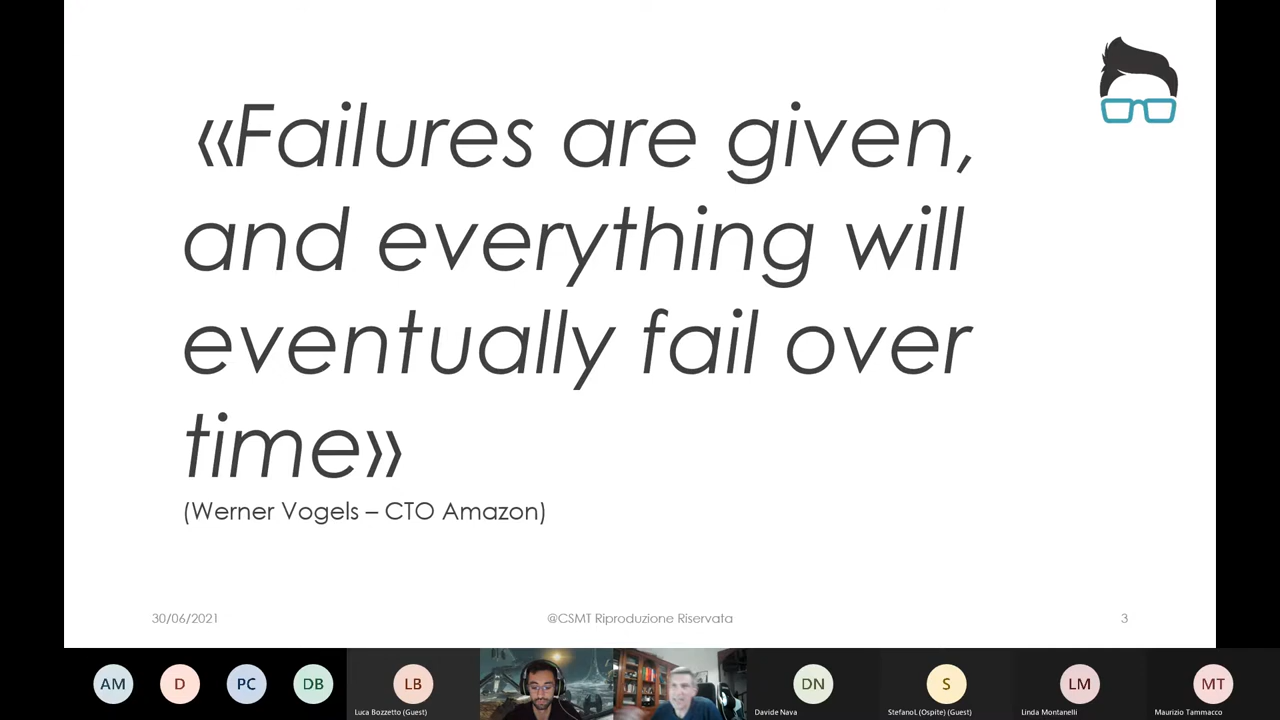 «Failures are given,
and everything will
eventually fail over
time»
(Werner Vogels – CTO Amazon)
30/06/2021
@CSMT Riproduzione Riservata
3
AM
D
PC
DB
LB
DN
S
LM
MT
Luca Bozzetto (Guest)
Davide Nava
StefanoL (Ospite) (Guest)
Linda Montanelli
Maurizio Tammacco